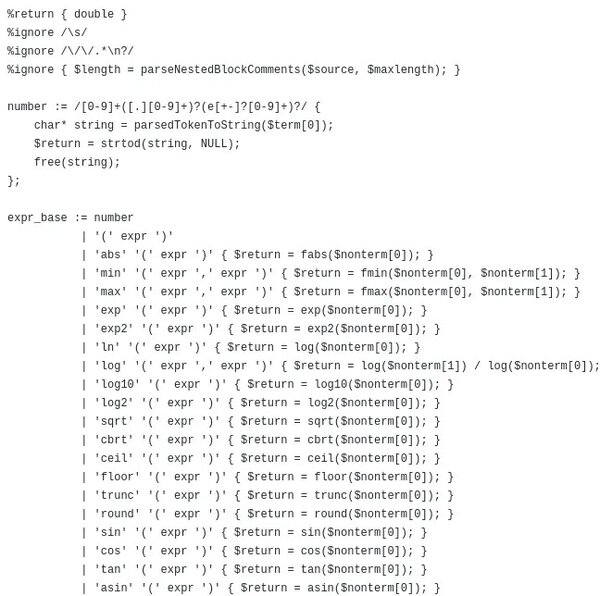 %return { double }
%ignore /\s/
%ignore /\/\/.*\n?/
%ignore { $length = parseNestedBlockComments($source, $maxlength); }

number := /[0-9]+([.][0-9]+)?(e[+-]?[0-9]+)?/ {
    char* string = parsedTokenToString($term[0]);
    $return = strtod(string, NULL);
    free(string);
};

expr_base := number
           | '(' expr ')'
           | 'abs' '(' expr ')' { $return = fabs($nonterm[0]); }
           | 'min' '(' expr ',' expr ')' { $return = fmin($nonterm[0], $nonterm[1]); }
           | 'max' '(' expr ',' expr ')' { $return = fmax($nonterm[0], $nonterm[1]); }
           | 'exp' '(' expr ')' { $return = exp($nonterm[0]); }
           | 'exp2' '(' expr ')' { $return = exp2($nonterm[0]); }
           | 'ln' '(' expr ')' { $return = log($nonterm[0]); }
           | 'log' '(' expr ',' expr ')' { $return = log($nonterm[1]) / log($nonterm[0]);
           | 'log10' '(' expr ')' { $return = log10($nonterm[0]); }
           | 'log2' '(' expr ')' { $return = log2($nonterm[0]); }
           | 'sqrt' '(' expr ')' { $return = sqrt($nonterm[0]); }
           | 'cbrt' '(' expr ')' { $return = cbrt($nonterm[0]); }
           | 'ceil' '(' expr ')' { $return = ceil($nonterm[0]); }
           | 'floor' '(' expr ')' { $return = floor($nonterm[0]); }
           | 'trunc' '(' expr ')' { $return = trunc($nonterm[0]); }
           | 'round' '(' expr ')' { $return = round($nonterm[0]); }
           | 'sin' '(' expr ')' { $return = sin($nonterm[0]); }
           | 'cos' '(' expr ')' { $return = cos($nonterm[0]); }
           | 'tan' '(' expr ')' { $return = tan($nonterm[0]); }
           | 'asin' '(' expr ')' { $return = asin($nonterm[0]); }